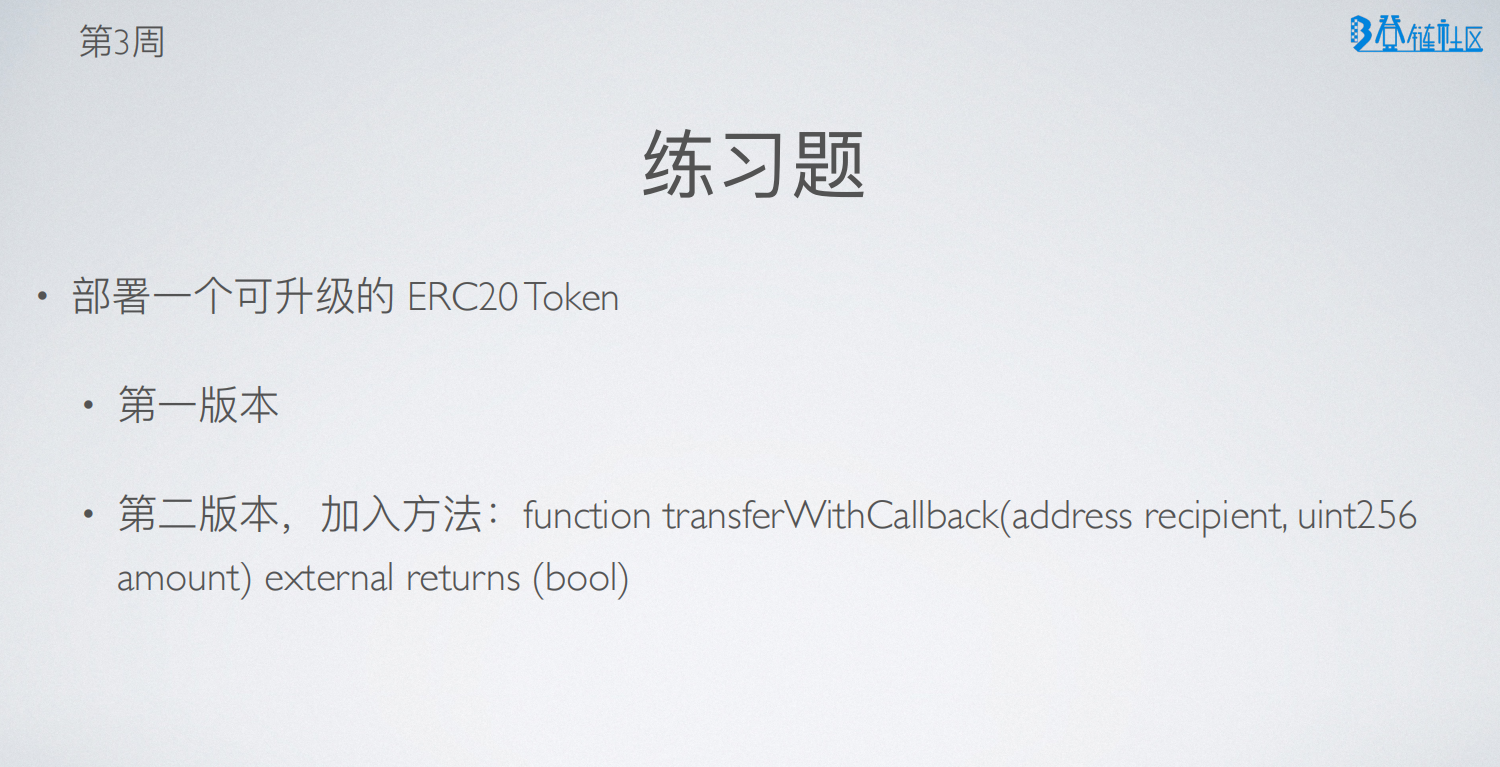 第3周
登链社区
练习题
• 部署一个可升级的 ERC20 Token
• 第一版本
• 第二版本，加入方法：function transferWithCallback(address recipient, uint256
amount) external returns (bool)